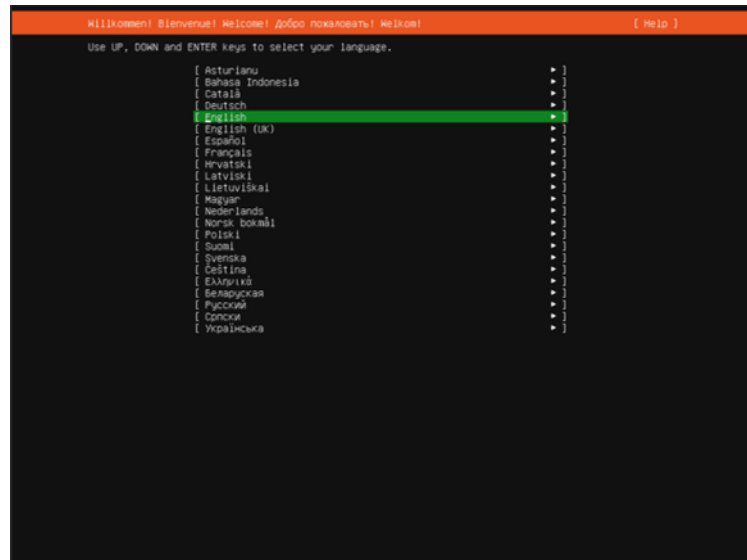 Willkommen! Bienvenue! Welcome! Добро пожаловать! Welkom! [ Help ]
Use UP, DOWN and ENTER keys to select your language.
[ Asturianu ► ]
[ Bahasa Indonesia ► ]
[ Català ► ]
[ Deutsch ► ]
[ English ► ]
[ English (UK) ► ]
[ Español ► ]
[ Français ► ]
[ Hrvatski ► ]
[ Latviski ► ]
[ Lietuviškai ► ]
[ Magyar ► ]
[ Nederlands ► ]
[ Norsk bokmål ► ]
[ Polski ► ]
[ Suomi ► ]
[ Svenska ► ]
[ Čeština ► ]
[ Ελληνικά ► ]
[ Беларуская ► ]
[ Русский ► ]
[ Српски ► ]
[ Українська ► ]